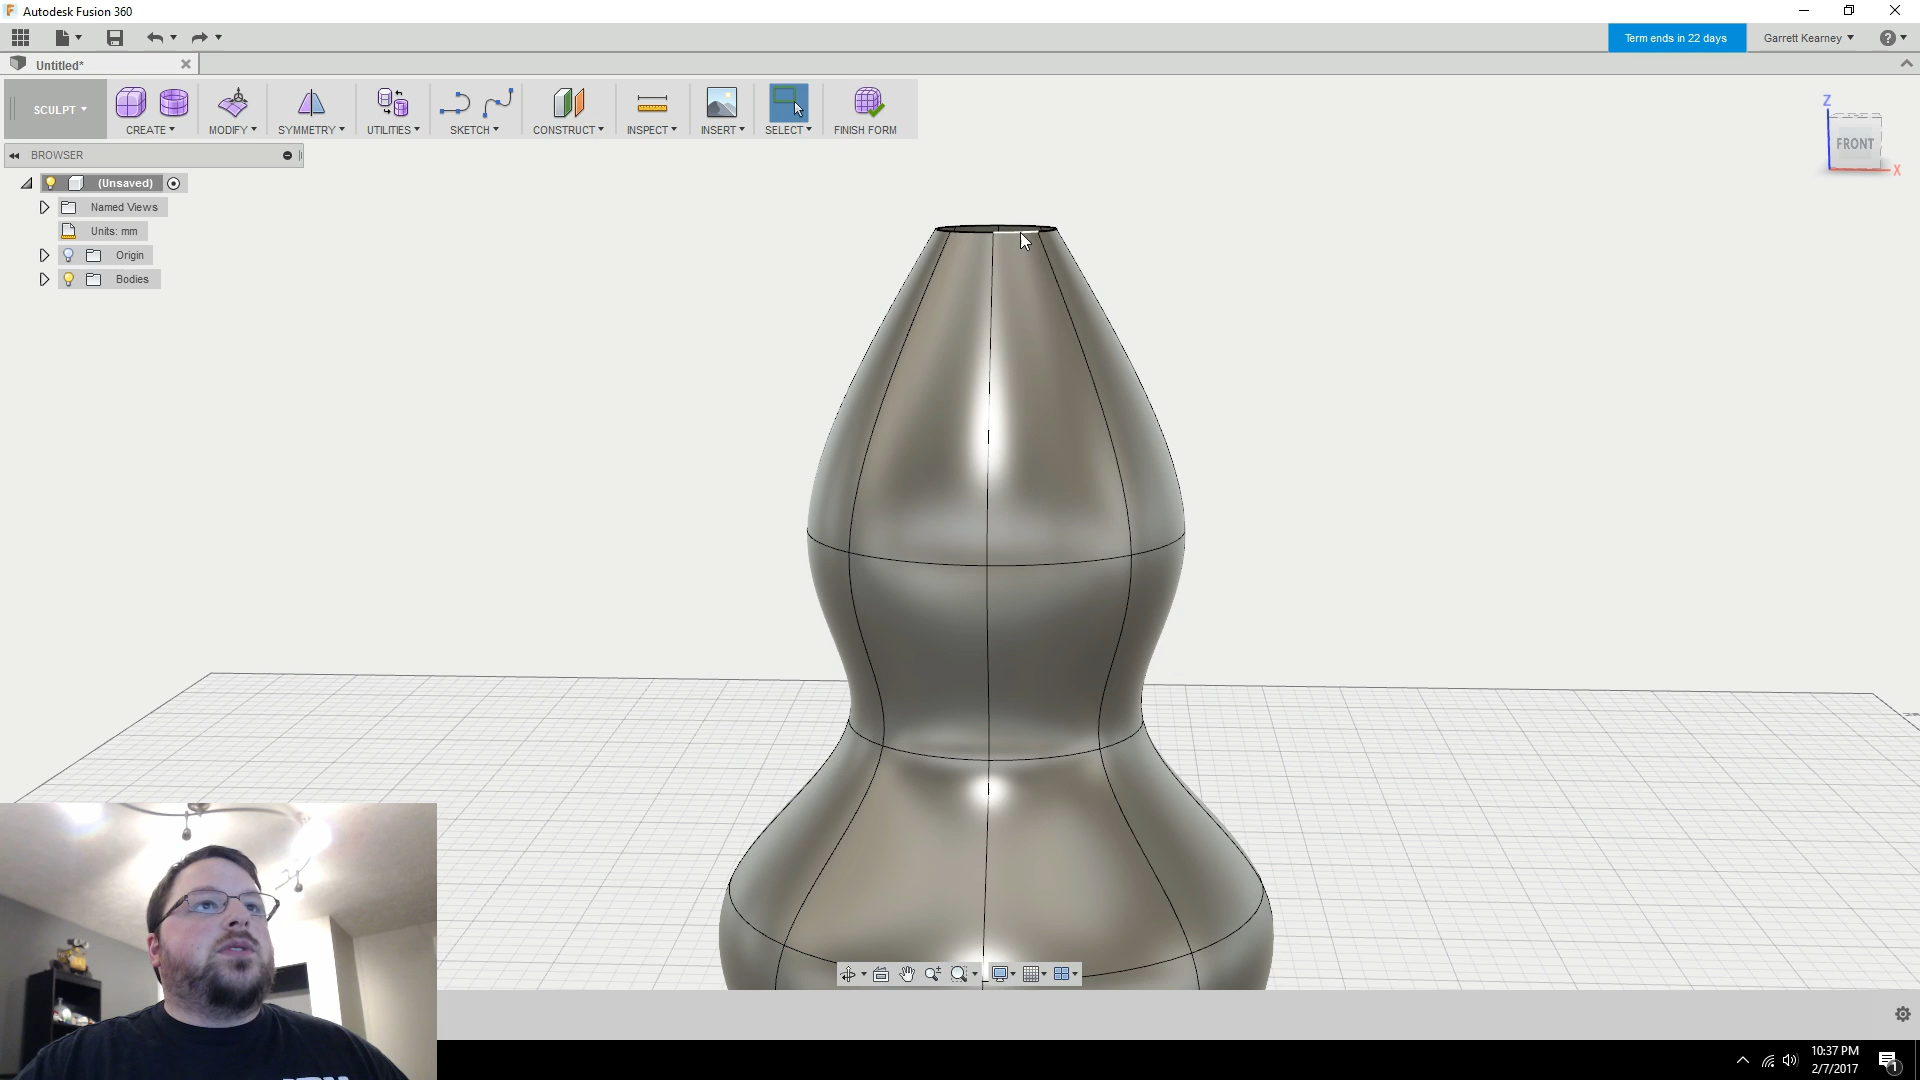 Autodesk Fusion 360
Term ends in 22 days
Garrett Kearney
Untitled*
SCULPT
CREATE
MODIFY
SYMMETRY
UTILITIES
SKETCH
CONSTRUCT
INSPECT
INSERT
SELECT
FINISH FORM
BROWSER
(Unsaved)
Named Views
Units: mm
Origin
Bodies
Z
FRONT
X
10:37 PM
2/7/2017
1